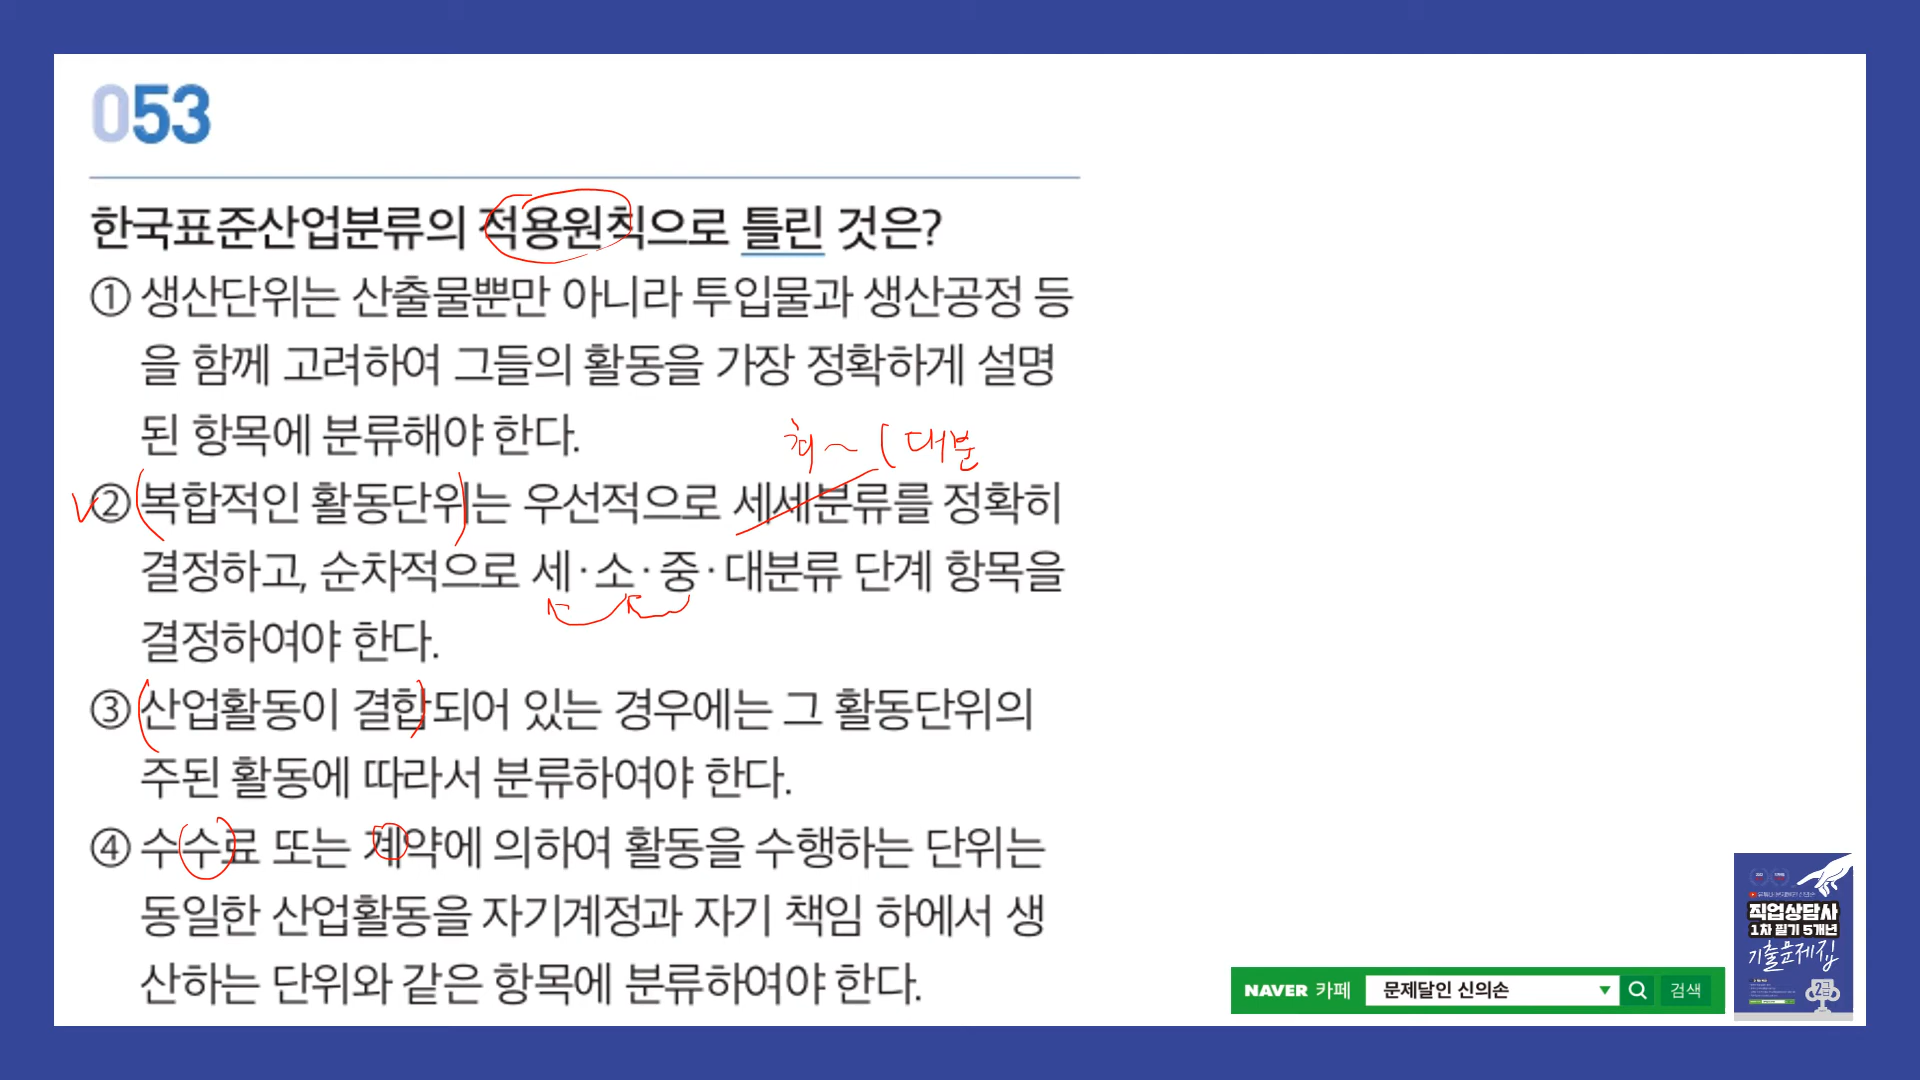 053
한국표준산업분류의 적용원칙으로 틀린 것은?
① 생산단위는 산출물뿐만 아니라 투입물과 생산공정 등
을 함께 고려하여 그들의 활동을 가장 정확하게 설명
된 항목에 분류해야 한다.
최~ (대분
② 복합적인 활동단위는 우선적으로 세세분류를 정확히
결정하고, 순차적으로 세·소·중·대분류 단계 항목을
결정하여야 한다.
③ 산업활동이 결합되어 있는 경우에는 그 활동단위의
주된 활동에 따라서 분류하여야 한다.
④ 수수료 또는 계약에 의하여 활동을 수행하는 단위는
동일한 산업활동을 자기계정과 자기 책임 하에서 생
산하는 단위와 같은 항목에 분류하여야 한다.
NAVER 카페 문제달인 신의손 검색
직업상담사
1차 필기 5개년
기출문제집
2급